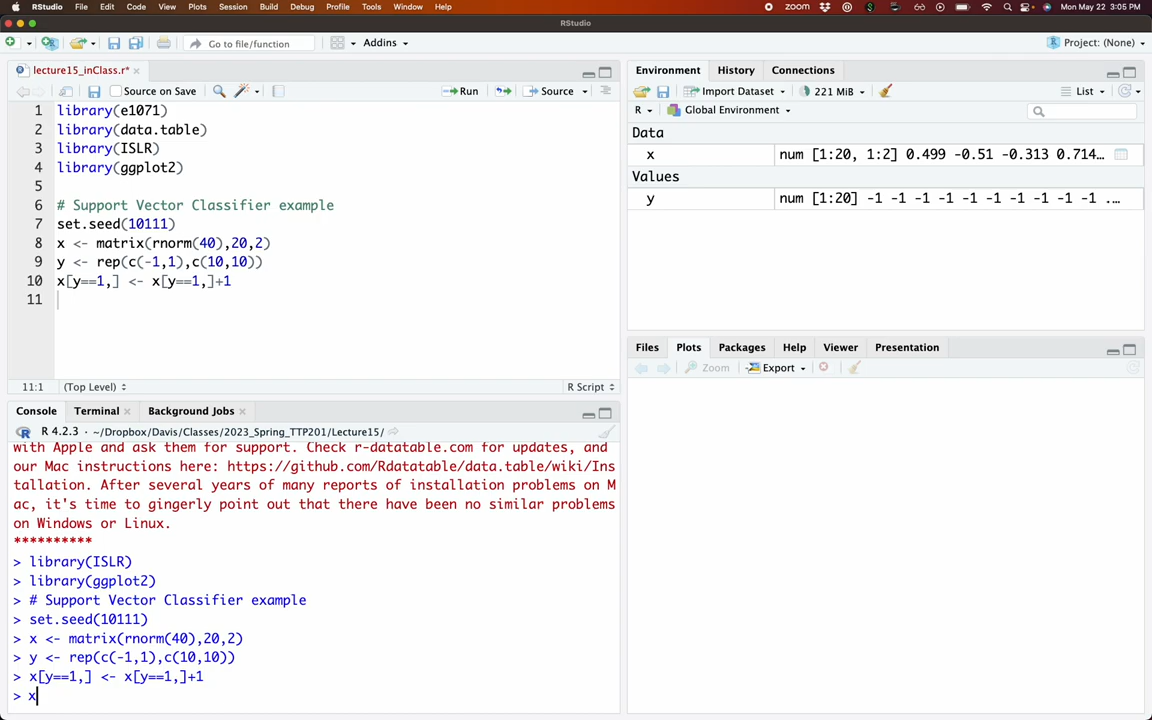 RStudio File Edit Code View Plots Session Build Debug Profile Tools Window Help zoom Mon May 22 3:05 PM
RStudio
Go to file/function Addins Project: (None)
lecture15_inClass.r*
Source on Save Run Source
1 library(e1071)
2 library(data.table)
3 library(ISLR)
4 library(ggplot2)
5
6 # Support Vector Classifier example
7 set.seed(10111)
8 x <- matrix(rnorm(40),20,2)
9 y <- rep(c(-1,1),c(10,10))
10 x[y==1,] <- x[y==1,]+1
11
11:1 (Top Level) R Script
Console Terminal Background Jobs
R 4.2.3 · ~/Dropbox/Davis/Classes/2023_Spring_TTP201/Lecture15/
with Apple and ask them for support. Check r-datatable.com for updates, and
our Mac instructions here: https://github.com/Rdatatable/data.table/wiki/Ins
tallation. After several years of many reports of installation problems on M
ac, it's time to gingerly point out that there have been no similar problems
on Windows or Linux.
**********
> library(ISLR)
> library(ggplot2)
> # Support Vector Classifier example
> set.seed(10111)
> x <- matrix(rnorm(40),20,2)
> y <- rep(c(-1,1),c(10,10))
> x[y==1,] <- x[y==1,]+1
> x
Environment History Connections
Import Dataset 221 MiB List
R Global Environment
Data
x num [1:20, 1:2] 0.499 -0.51 -0.313 0.714…
Values
y num [1:20] -1 -1 -1 -1 -1 -1 -1 -1 -1 -1 ...
Files Plots Packages Help Viewer Presentation
Zoom Export